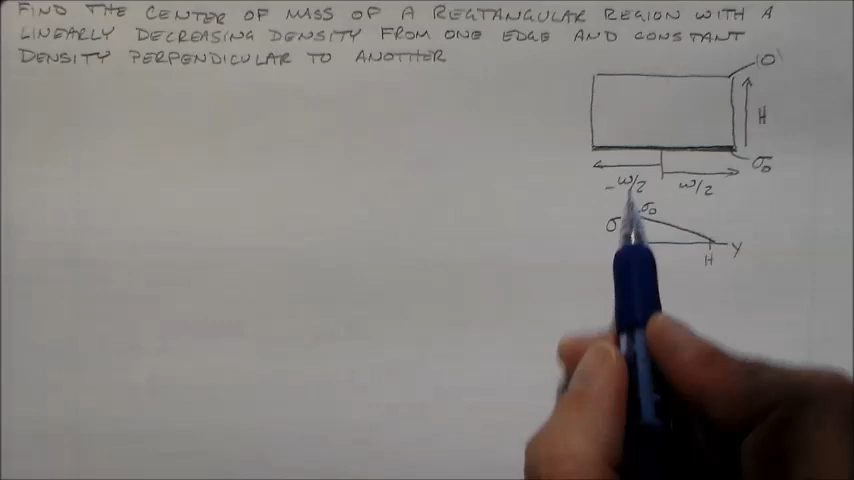 FIND THE CENTER OF MASS OF A RECTANGULAR REGION WITH A
LINEARLY DECREASING DENSITY FROM ONE EDGE AND CONSTANT
DENSITY PERPENDICULAR TO ANOTHER
H
σ₀
-w/2 w/2
σ σ₀
H y